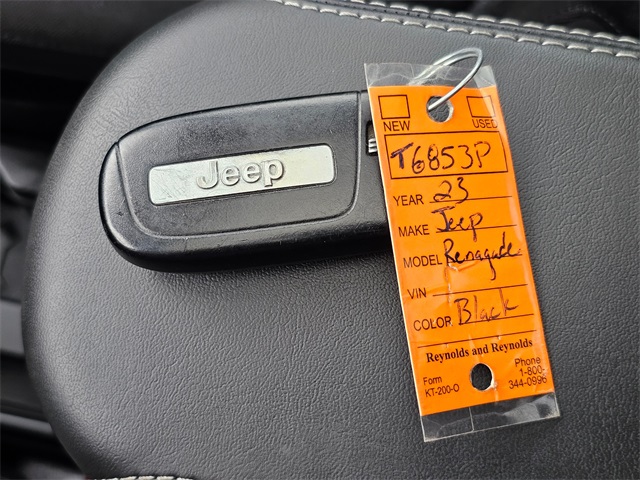 Jeep
NEW USED
T6853P
YEAR 23
MAKE Jeep
MODEL Renagade
VIN
COLOR Black
Reynolds and Reynolds
Form
KT-200-O
Phone
1-800-
344-0996